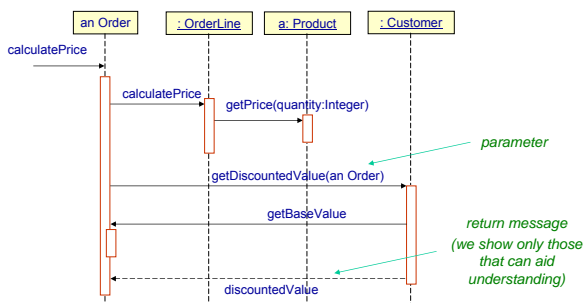 an Order
: OrderLine
a: Product
: Customer
calculatePrice
calculatePrice
getPrice(quantity:Integer)
parameter
getDiscountedValue(an Order)
getBaseValue
return message
(we show only those
that can aid
understanding)
discountedValue